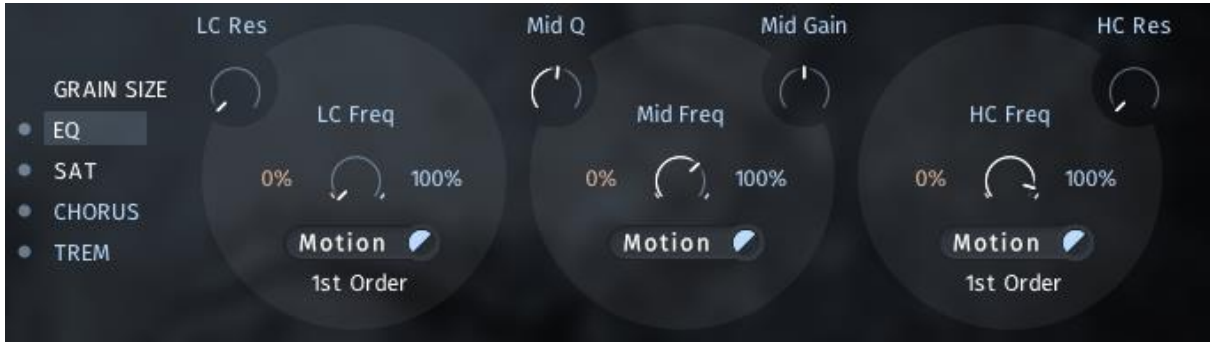 LC Res
Mid Q
Mid Gain
HC Res
GRAIN SIZE
EQ
SAT
CHORUS
TREM
LC Freq
0%
100%
Motion
1st Order
Mid Freq
0%
100%
Motion
HC Freq
0%
100%
Motion
1st Order